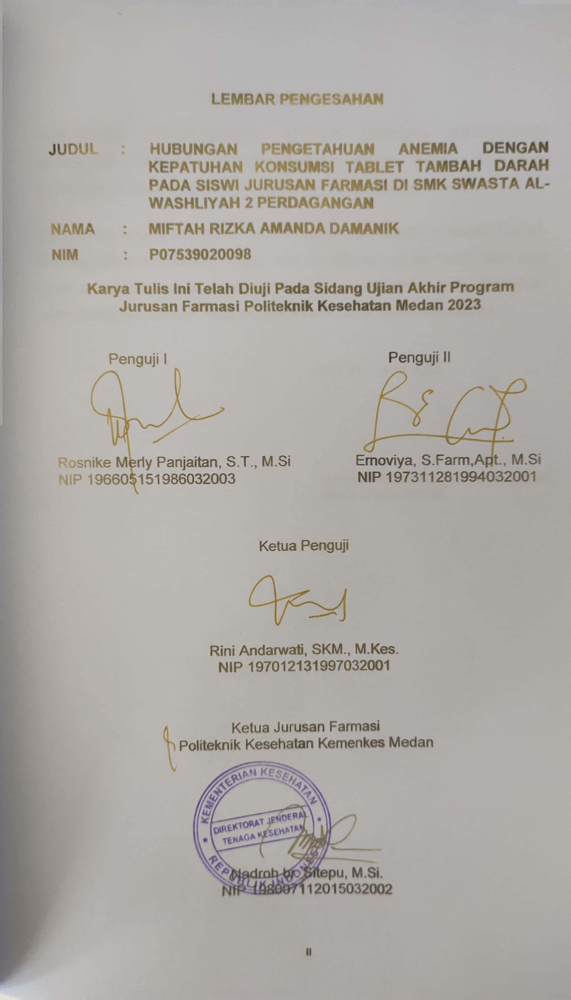 LEMBAR PENGESAHAN
JUDUL : HUBUNGAN PENGETAHUAN ANEMIA DENGAN
KEPATUHAN KONSUMSI TABLET TAMBAH DARAH
PADA SISWI JURUSAN FARMASI DI SMK SWASTA AL-
WASHLIYAH 2 PERDAGANGAN
NAMA : MIFTAH RIZKA AMANDA DAMANIK
NIM : P07539020098
Karya Tulis Ini Telah Diuji Pada Sidang Ujian Akhir Program
Jurusan Farmasi Politeknik Kesehatan Medan 2023
Penguji I
Penguji II
Rosnike Merly Panjaitan, S.T., M.Si
NIP 196605151986032003
Ernoviya, S.Farm,Apt., M.Si
NIP 197311281994032001
Ketua Penguji
Rini Andarwati, SKM., M.Kes.
NIP 197012131997032001
Ketua Jurusan Farmasi
Politeknik Kesehatan Kemenkes Medan
KEMENTERIAN KESEHATAN
DIREKTORAT JENDERAL
TENAGA KESEHATAN
REPUBLIK INDONESIA
Nadroh br Sitepu, M.Si.
NIP 198007112015032002
II